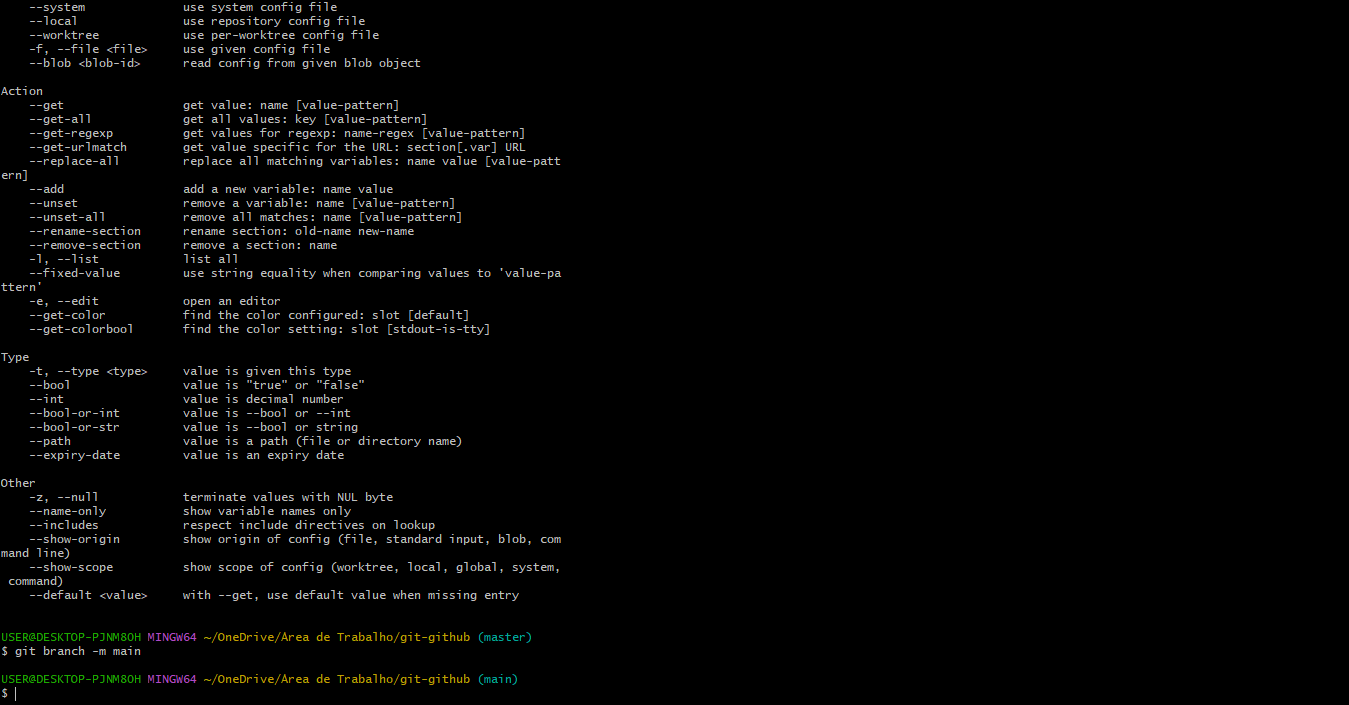 --system              use system config file
    --local               use repository config file
    --worktree            use per-worktree config file
    -f, --file <file>     use given config file
    --blob <blob-id>      read config from given blob object

Action
    --get                 get value: name [value-pattern]
    --get-all             get all values: key [value-pattern]
    --get-regexp          get values for regexp: name-regex [value-pattern]
    --get-urlmatch        get value specific for the URL: section[.var] URL
    --replace-all         replace all matching variables: name value [value-patt
ern]
    --add                 add a new variable: name value
    --unset               remove a variable: name [value-pattern]
    --unset-all           remove all matches: name [value-pattern]
    --rename-section      rename section: old-name new-name
    --remove-section      remove a section: name
    -l, --list            list all
    --fixed-value         use string equality when comparing values to 'value-pa
ttern'
    -e, --edit            open an editor
    --get-color           find the color configured: slot [default]
    --get-colorbool       find the color setting: slot [stdout-is-tty]

Type
    -t, --type <type>     value is given this type
    --bool                value is "true" or "false"
    --int                 value is decimal number
    --bool-or-int         value is --bool or --int
    --bool-or-str         value is --bool or string
    --path                value is a path (file or directory name)
    --expiry-date         value is an expiry date

Other
    -z, --null            terminate values with NUL byte
    --name-only           show variable names only
    --includes            respect include directives on lookup
    --show-origin         show origin of config (file, standard input, blob, com
mand line)
    --show-scope          show scope of config (worktree, local, global, system,
 command)
    --default <value>     with --get, use default value when missing entry

USER@DESKTOP-PJNM8OH MINGW64 ~/OneDrive/Área de Trabalho/git-github (master)
$ git branch -m main

USER@DESKTOP-PJNM8OH MINGW64 ~/OneDrive/Área de Trabalho/git-github (main)
$